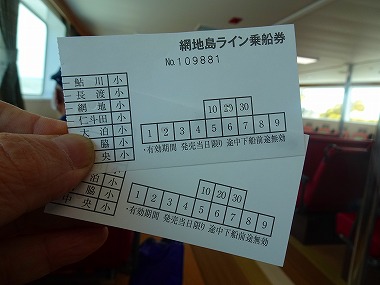 網地島ライン乗船券
No.109881
鮎川 小
長渡 小
網地 小
仁斗田 小
大泊 小
脇 小
央 小
10 20 30
1 2 3 4 5 6 7 8 9
・有効期間 発売当日限り 途中下船前途無効
泊 小
脇 小
中央 小
10 20 30
1 2 3 4 5 6 7 8 9
・有効期間 発売当日限り 途中下船前途無効